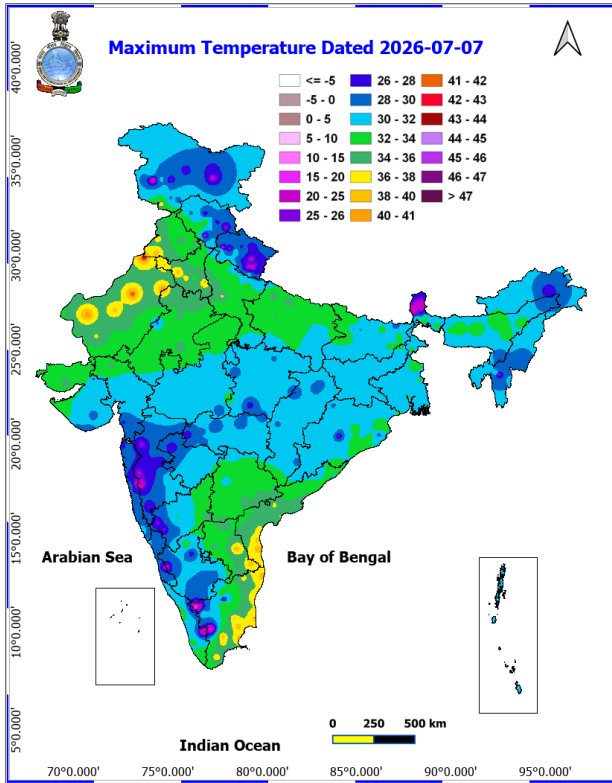 Maximum Temperature Dated 2026-07-07
<= -5
-5 - 0
0 - 5
5 - 10
10 - 15
15 - 20
20 - 25
25 - 26
26 - 28
28 - 30
30 - 32
32 - 34
34 - 36
36 - 38
38 - 40
40 - 41
41 - 42
42 - 43
43 - 44
44 - 45
45 - 46
46 - 47
> 47
40°0.000'
35°0.000'
30°0.000'
25°0.000'
20°0.000'
15°0.000'
10°0.000'
5°0.000'
Arabian Sea
Bay of Bengal
Indian Ocean
0 250 500 km
70°0.000' 75°0.000' 80°0.000' 85°0.000' 90°0.000' 95°0.000'